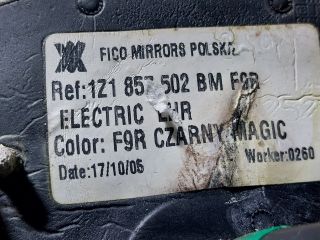 FICO MIRRORS POLSKA
Ref:1Z1 857 502 BM F9R
ELECTRIC LHR
Color: F9R CZARNY MAGIC
Date:17/10/06 Worker:0260